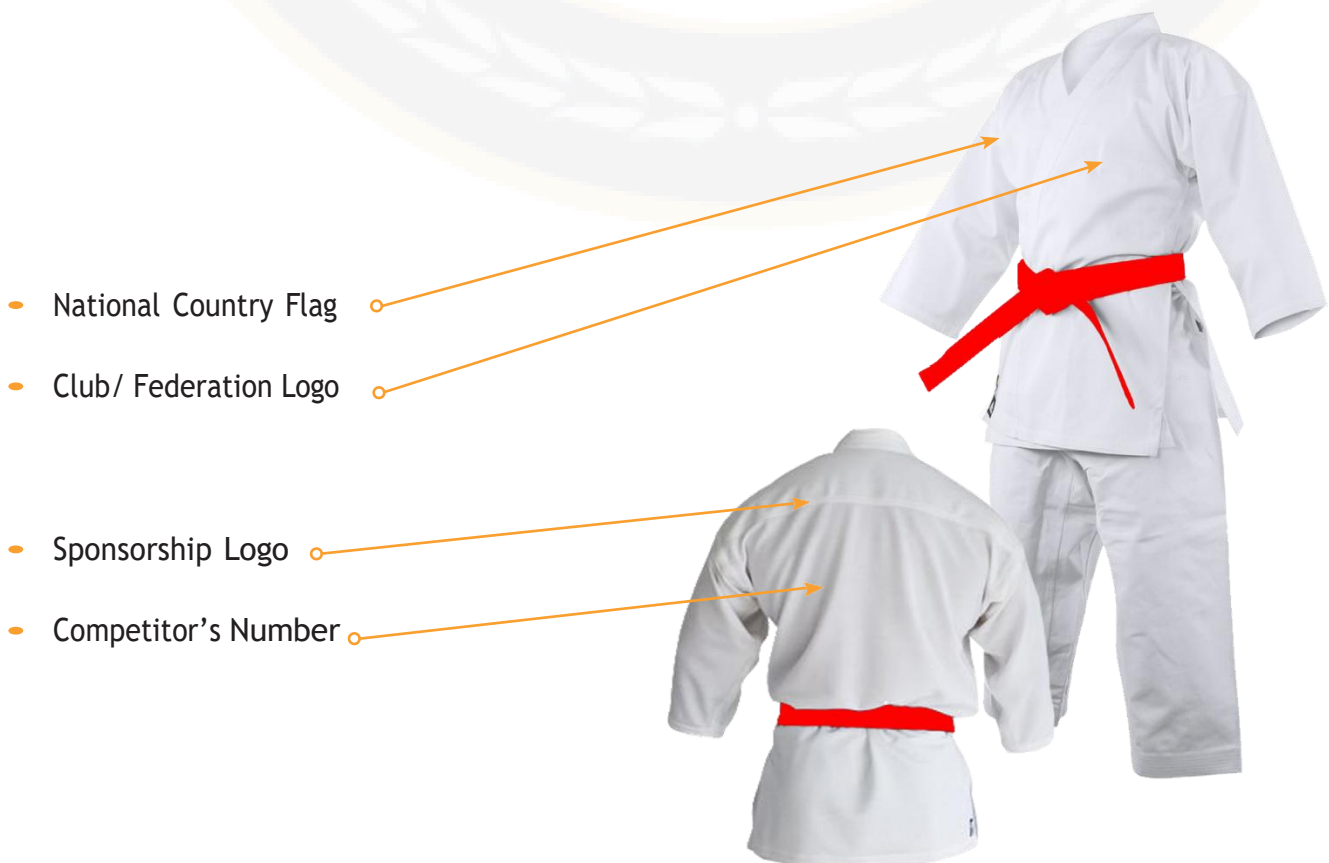 National Country Flag
Club/ Federation Logo
Sponsorship Logo
Competitor’s Number